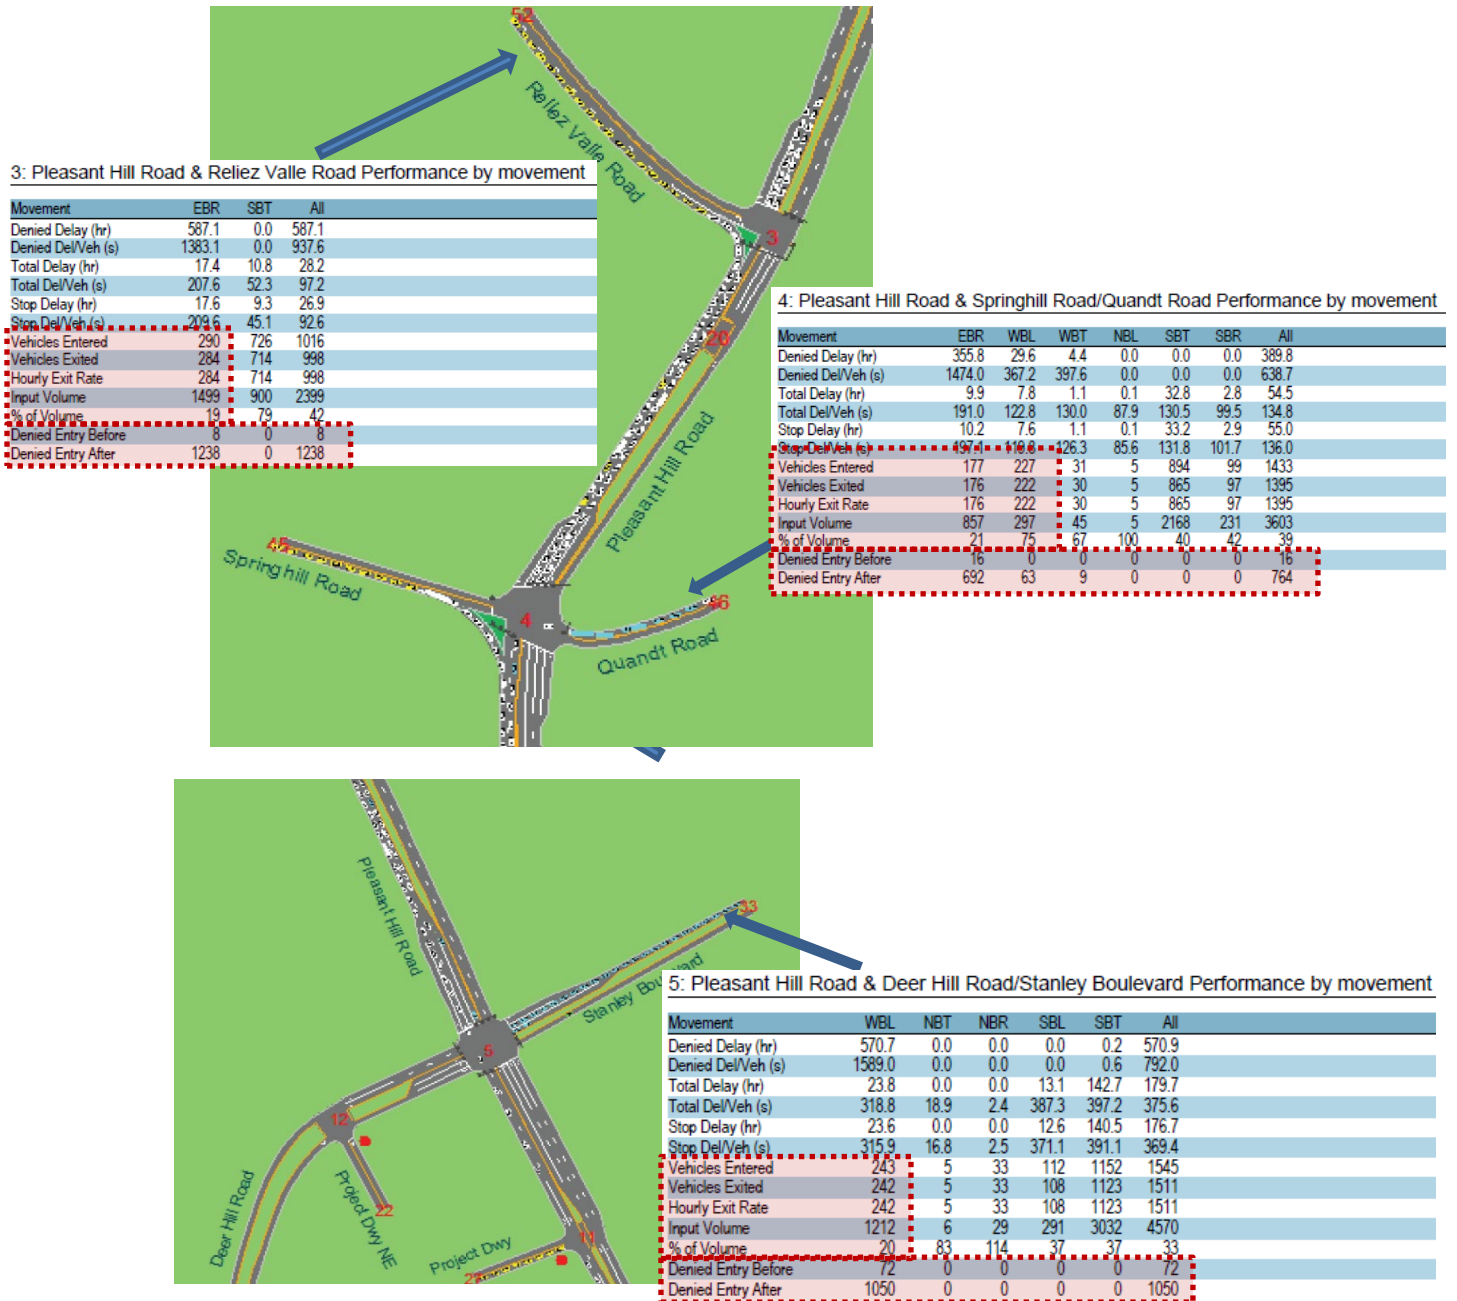 52
Reliez Valle Road
3: Pleasant Hill Road & Reliez Valle Road Performance by movement
Movement EBR SBT All
Denied Delay (hr) 587.1 0.0 587.1
Denied Del/Veh (s) 1383.1 0.0 937.6
Total Delay (hr) 17.4 10.8 28.2
Total Del/Veh (s) 207.6 52.3 97.2
Stop Delay (hr) 17.6 9.3 26.9
Stop Del/Veh (s) 209.6 45.1 92.6
Vehicles Entered 290 726 1016
Vehicles Exited 284 714 998
Hourly Exit Rate 284 714 998
Input Volume 1499 900 2399
% of Volume 19 79 42
Denied Entry Before 8 0 8
Denied Entry After 1238 0 1238
3
20
Pleasant Hill Road
4: Pleasant Hill Road & Springhill Road/Quandt Road Performance by movement
Movement EBR WBL WBT NBL SBT SBR All
Denied Delay (hr) 355.8 29.6 4.4 0.0 0.0 0.0 389.8
Denied Del/Veh (s) 1474.0 367.2 397.6 0.0 0.0 0.0 638.7
Total Delay (hr) 9.9 7.8 1.1 0.1 32.8 2.8 54.5
Total Del/Veh (s) 191.0 122.8 130.0 87.9 130.5 99.5 134.8
Stop Delay (hr) 10.2 7.6 1.1 0.1 33.2 2.9 55.0
Stop Del/Veh (s) 197.1 119.8 126.3 85.6 131.8 101.7 136.0
Vehicles Entered 177 227 31 5 894 99 1433
Vehicles Exited 176 222 30 5 865 97 1395
Hourly Exit Rate 176 222 30 5 865 97 1395
Input Volume 857 297 45 5 2168 231 3603
% of Volume 21 75 67 100 40 42 39
Denied Entry Before 16 0 0 0 0 0 16
Denied Entry After 692 63 9 0 0 0 764
45
Springhill Road
4
46
Quandt Road
Pleasant Hill Road
33
Stanley Boulevard
5
12
Deer Hill Road
Project Dwy NE
22
Project Dwy
11
5: Pleasant Hill Road & Deer Hill Road/Stanley Boulevard Performance by movement
Movement WBL NBT NBR SBL SBT All
Denied Delay (hr) 570.7 0.0 0.0 0.0 0.2 570.9
Denied Del/Veh (s) 1589.0 0.0 0.0 0.0 0.6 792.0
Total Delay (hr) 23.8 0.0 0.0 13.1 142.7 179.7
Total Del/Veh (s) 318.8 18.9 2.4 387.3 397.2 375.6
Stop Delay (hr) 23.6 0.0 0.0 12.6 140.5 176.7
Stop Del/Veh (s) 315.9 16.8 2.5 371.1 391.1 369.4
Vehicles Entered 243 5 33 112 1152 1545
Vehicles Exited 242 5 33 108 1123 1511
Hourly Exit Rate 242 5 33 108 1123 1511
Input Volume 1212 6 29 291 3032 4570
% of Volume 20 83 114 37 37 33
Denied Entry Before 72 0 0 0 0 72
Denied Entry After 1050 0 0 0 0 1050